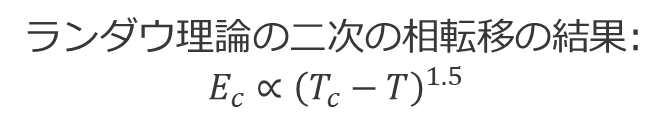 ランダウ理論の二次の相転移の結果:
E_c ∝ (T_c − T)^{1.5}